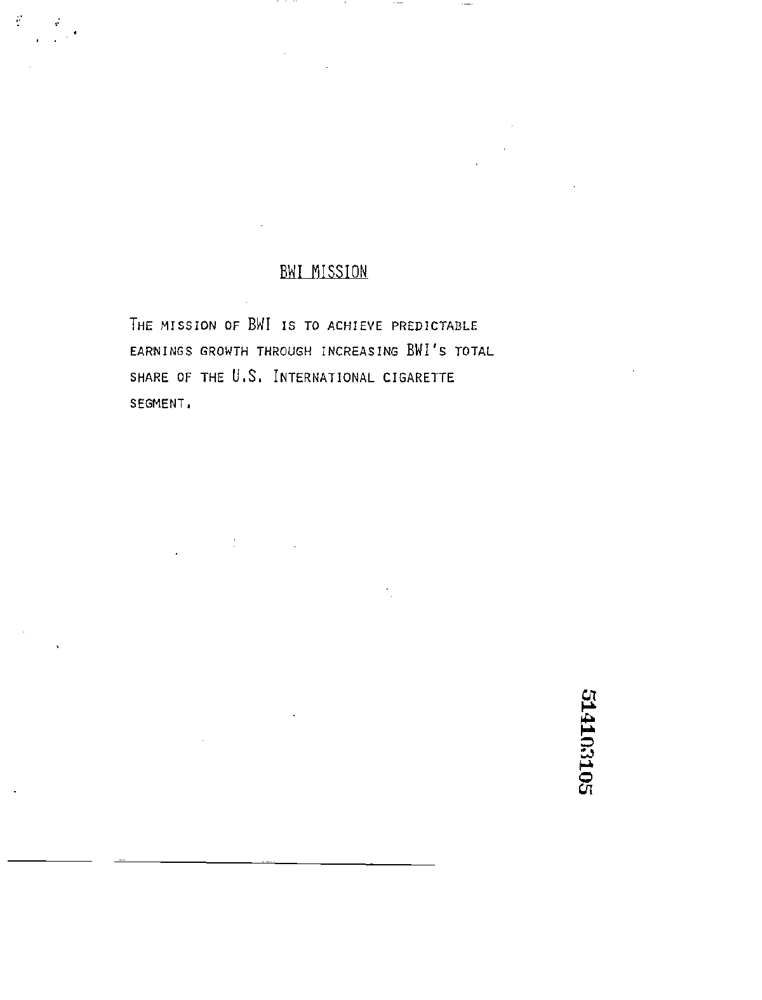 BWI MISSION
THE MISSION OF BWI IS TO ACHIEVE PREDICTABLE
EARNINGS GROWTH THROUGH INCREASING BWI'S TOTAL
SHARE OF THE U.S. INTERNATIONAL CIGARETTE
SEGMENT.
514103105